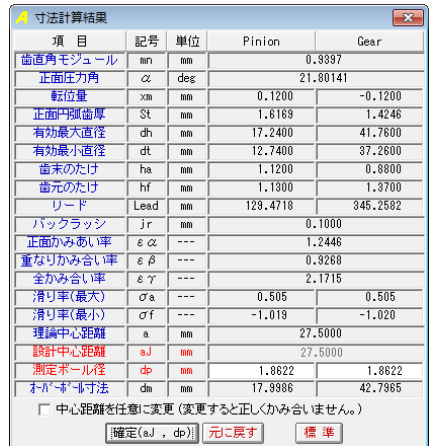 寸法計算結果
項 目 記号 単位 Pinion Gear
歯直角モジュール mn mm 0.9397
正面圧力角 α deg 21.80141
転位量 xm mm 0.1200 -0.1200
正面円弧歯厚 St mm 1.6169 1.4246
有効最大直径 dh mm 17.2400 41.7600
有効最小直径 dt mm 12.7400 37.2600
歯末のたけ ha mm 1.1200 0.8800
歯元のたけ hf mm 1.1300 1.3700
リード Lead mm 129.4718 345.2582
バックラッシ jr mm 0.1000
正面かみあい率 εα --- 1.2446
重なりかみ合い率 εβ --- 0.9268
全かみ合い率 εγ --- 2.1715
滑り率(最大) σa --- 0.505 0.505
滑り率(最小) σf --- -1.019 -1.020
理論中心距離 a mm 27.5000
設計中心距離 aJ mm 27.5000
測定ボール径 dp mm 1.8622 1.8622
オーバーボール寸法 dm mm 17.9986 42.7965
中心距離を任意に変更(変更すると正しくかみ合いません。)
確定(aJ , dp) 元に戻す 標 準